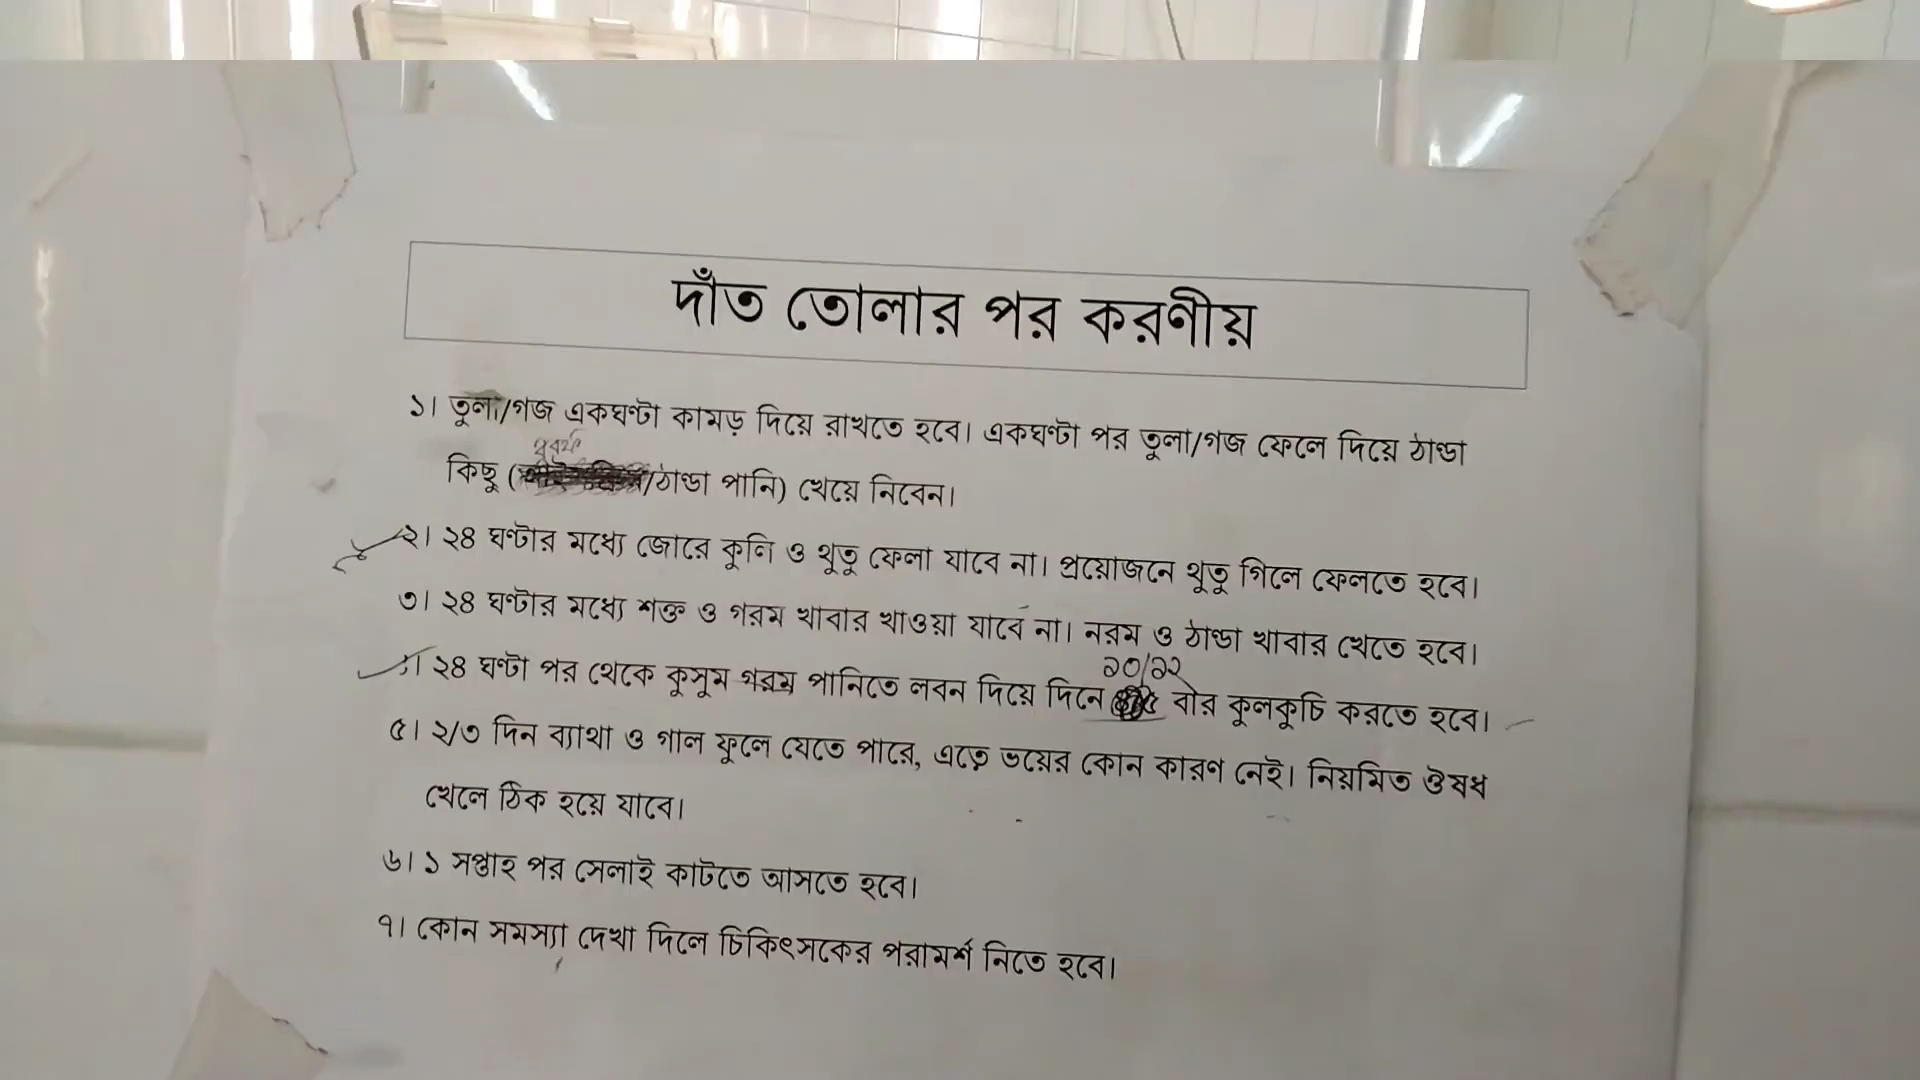 দাঁত তোলার পর করণীয়
১। তুলা/গজ একঘণ্টা কামড় দিয়ে রাখতে হবে। একঘণ্টা পর তুলা/গজ ফেলে দিয়ে ঠাণ্ডা
কিছু (/ঠাণ্ডা পানি) খেয়ে নিবেন।
২। ২৪ ঘণ্টার মধ্যে জোরে কুলি ও থুতু ফেলা যাবে না। প্রয়োজনে থুতু গিলে ফেলতে হবে।
৩। ২৪ ঘণ্টার মধ্যে শক্ত ও গরম খাবার খাওয়া যাবে না। নরম ও ঠাণ্ডা খাবার খেতে হবে।
১০/১২
। ২৪ ঘণ্টা পর থেকে কুসুম গরম পানিতে লবন দিয়ে দিনে বার কুলকুচি করতে হবে।
৫। ২/৩ দিন ব্যাথা ও গাল ফুলে যেতে পারে, এতে ভয়ের কোন কারণ নেই। নিয়মিত ঔষধ
খেলে ঠিক হয়ে যাবে।
৬। ১ সপ্তাহ পর সেলাই কাটতে আসতে হবে।
৭। কোন সমস্যা দেখা দিলে চিকিৎসকের পরামর্শ নিতে হবে।